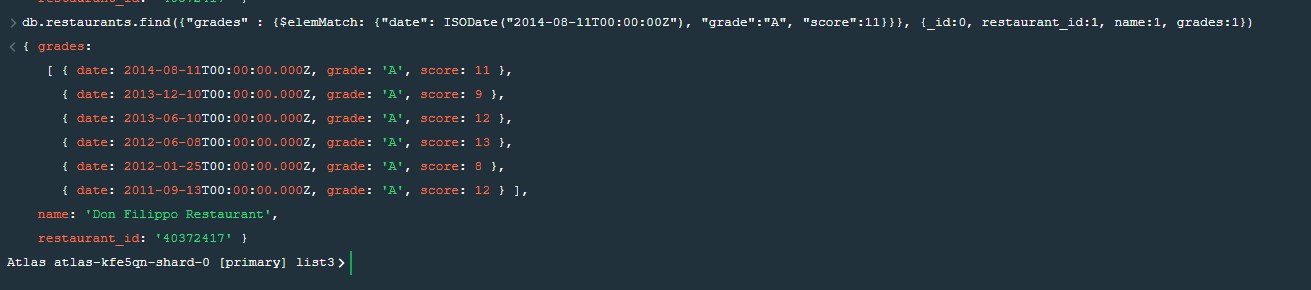 > db.restaurants.find({"grades" : {$elemMatch: {"date": ISODate("2014-08-11T00:00:00Z"), "grade":"A", "score":11}}}, {_id:0, restaurant_id:1, name:1, grades:1})
< { grades:
[ { date: 2014-08-11T00:00:00.000Z, grade: 'A', score: 11 },
{ date: 2013-12-10T00:00:00.000Z, grade: 'A', score: 9 },
{ date: 2013-06-10T00:00:00.000Z, grade: 'A', score: 12 },
{ date: 2012-06-08T00:00:00.000Z, grade: 'A', score: 13 },
{ date: 2012-01-25T00:00:00.000Z, grade: 'A', score: 8 },
{ date: 2011-09-13T00:00:00.000Z, grade: 'A', score: 12 } ],
name: 'Don Filippo Restaurant',
restaurant_id: '40372417' }
Atlas atlas-kfe5qn-shard-0 [primary] list3>